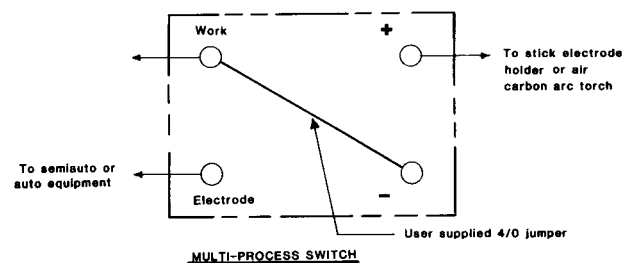 Work
+
To stick electrode
holder or air
carbon arc torch
To semiauto or
auto equipment
Electrode
-
User supplied 4/0 jumper
MULTI-PROCESS SWITCH